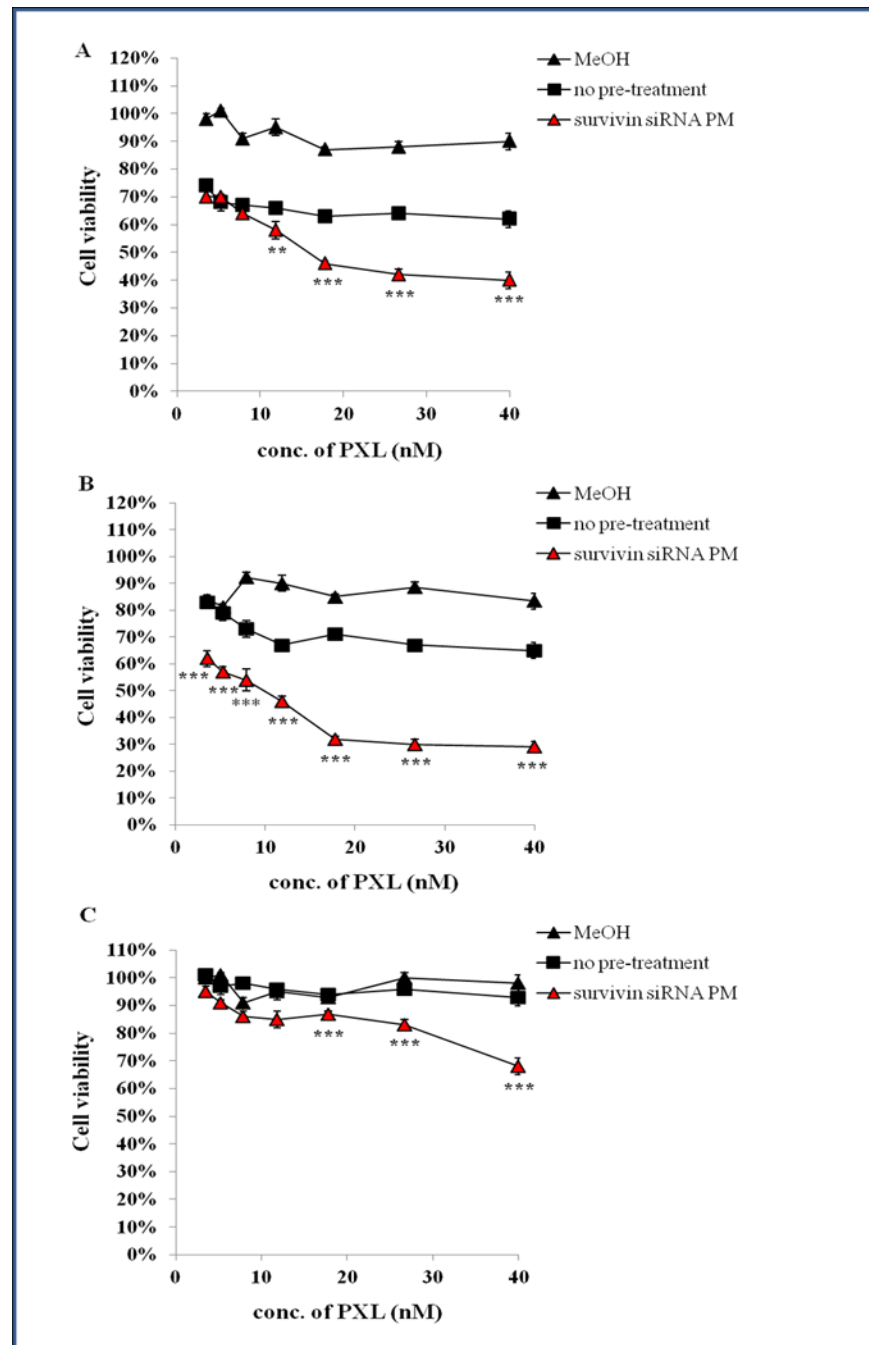 A
120%
110%
100%
90%
80%
70%
60%
50%
40%
30%
20%
10%
0%
Cell viability
MeOH
no pre-treatment
survivin siRNA PM
**
***
***
***
0 10 20 30 40
conc. of PXL (nM)
B
120%
110%
100%
90%
80%
70%
60%
50%
40%
30%
20%
10%
0%
Cell viability
MeOH
no pre-treatment
survivin siRNA PM
***
***
***
***
***
***
***
0 10 20 30 40
conc. of PXL (nM)
C
110%
100%
90%
80%
70%
60%
50%
40%
30%
20%
10%
0%
Cell viability
MeOH
no pre-treatment
survivin siRNA PM
***
***
***
0 10 20 30 40
conc. of PXL (nM)